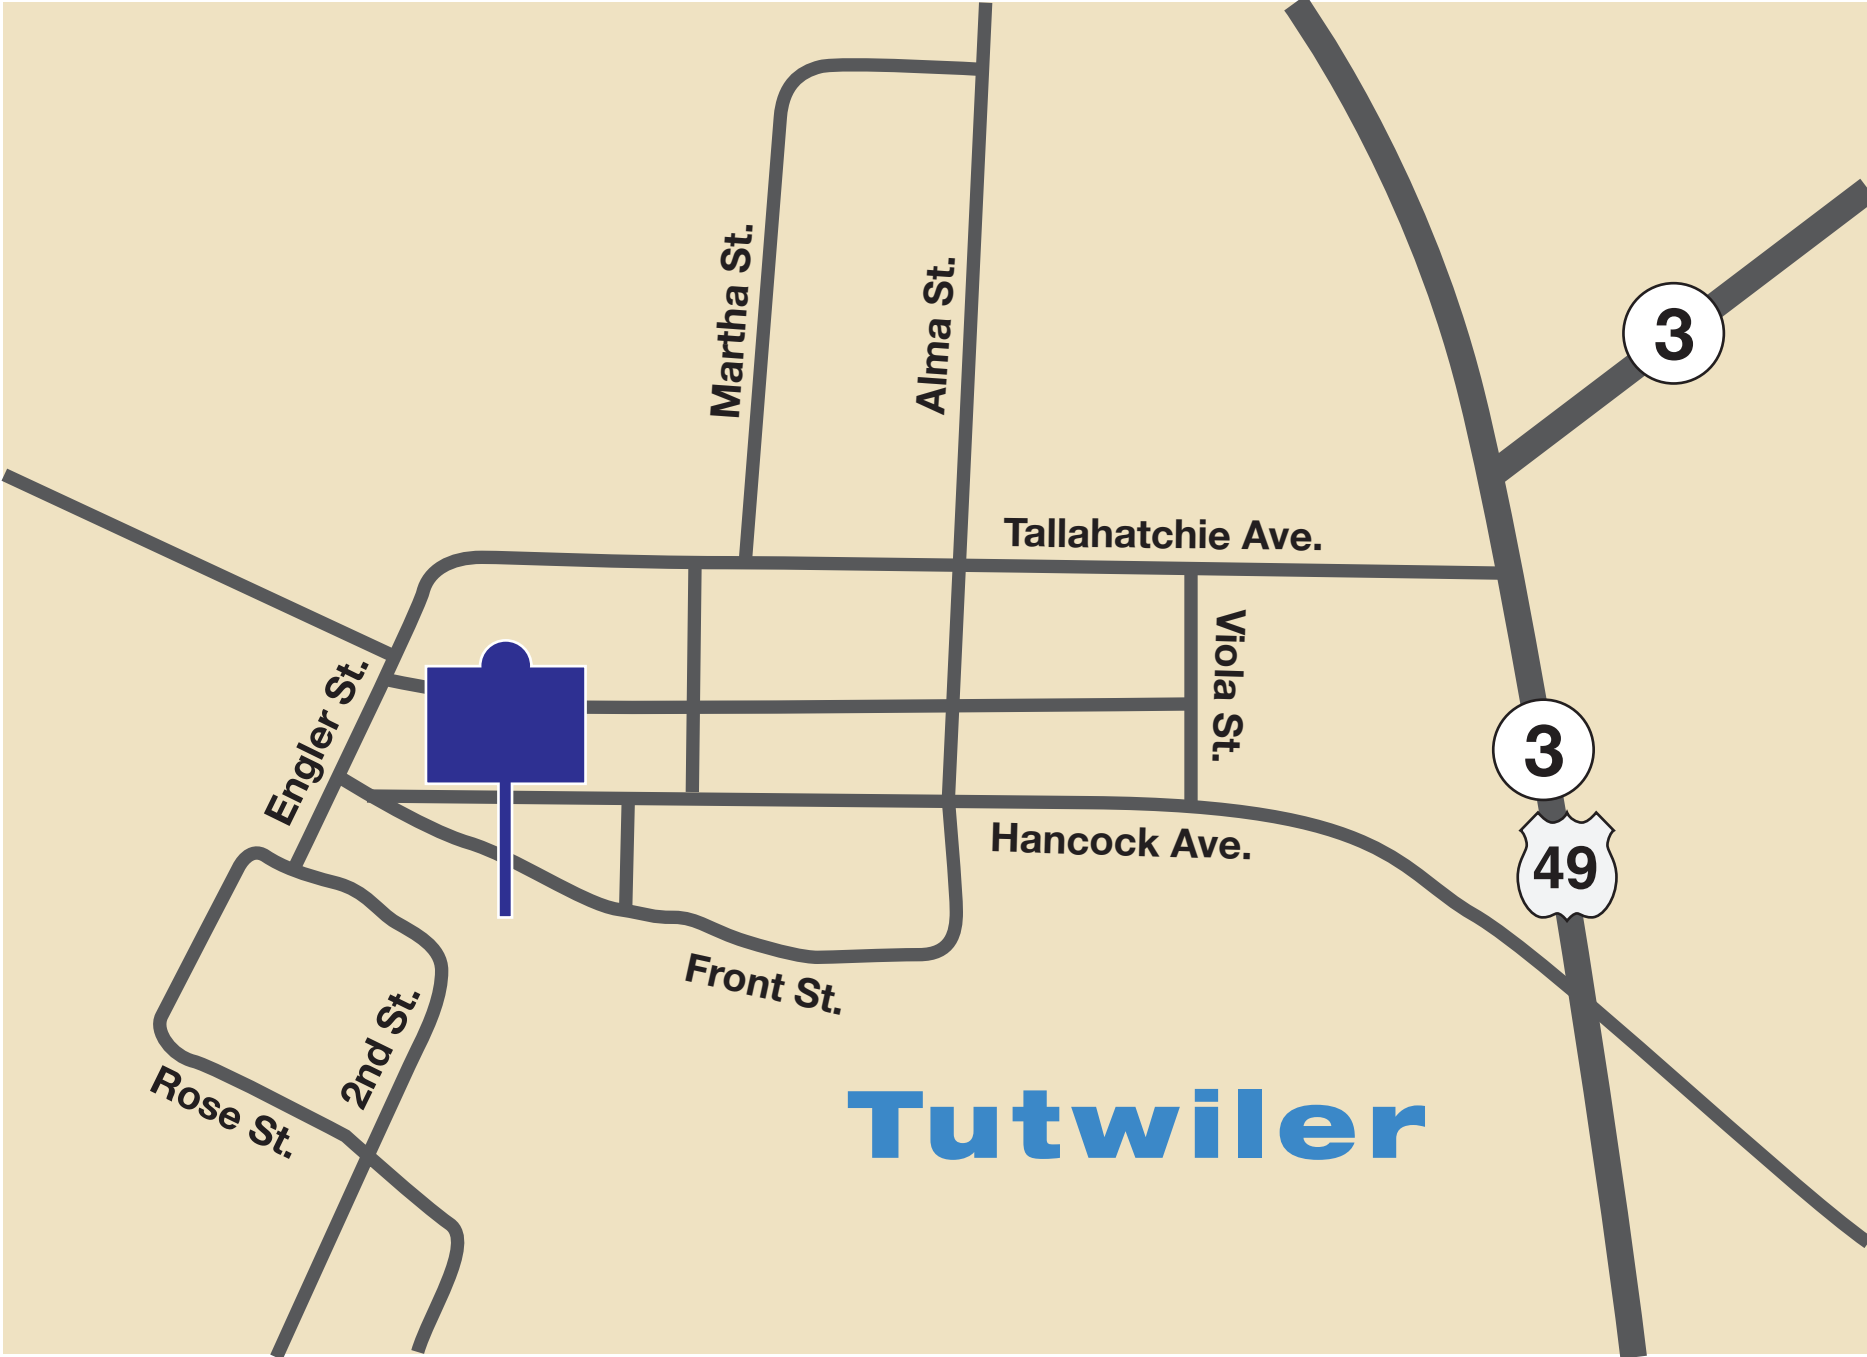 Martha St.
Alma St.
3
Tallahatchie Ave.
Viola St.
Engler St.
3
Hancock Ave.
49
Front St.
2nd St.
Rose St.
Tutwiler